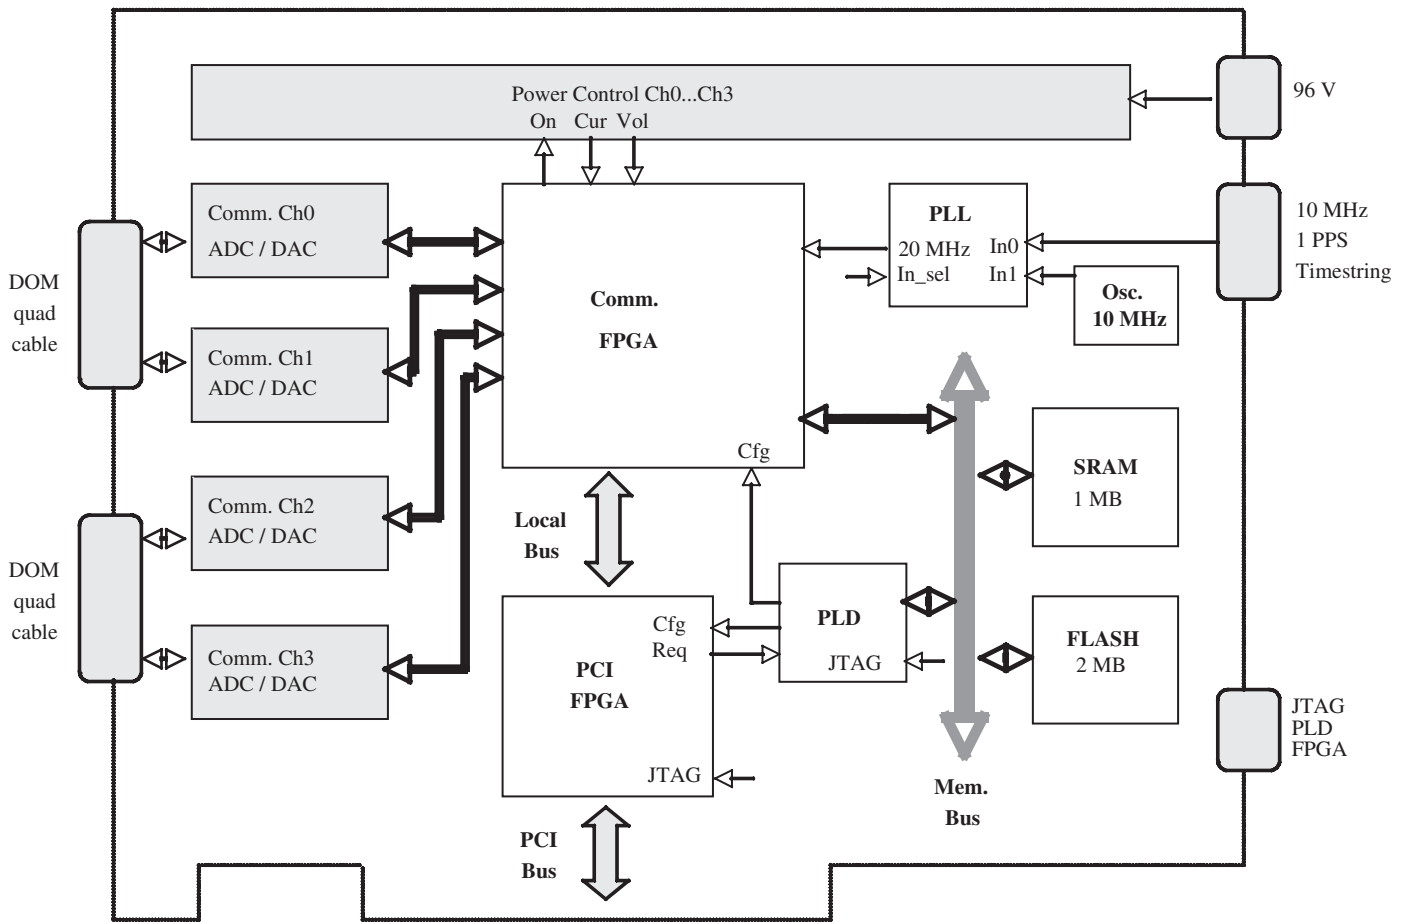 Power Control Ch0...Ch3
On Cur Vol
96 V
Comm. Ch0
ADC / DAC
PLL
20 MHz In0
In_sel In1
10 MHz
1 PPS
Timestring
Osc.
10 MHz
DOM
quad
cable
Comm. Ch1
ADC / DAC
Comm.
FPGA
Cfg
SRAM
1 MB
Comm. Ch2
ADC / DAC
Local
Bus
DOM
quad
cable
Comm. Ch3
ADC / DAC
Cfg
Req
PCI
FPGA
JTAG
PLD
JTAG
FLASH
2 MB
JTAG
PLD
FPGA
Mem.
Bus
PCI
Bus